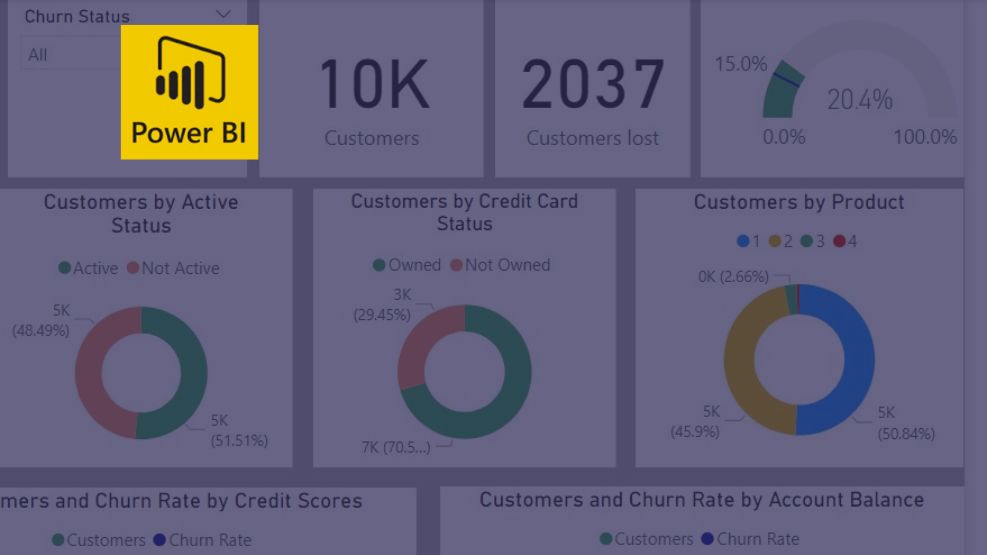 Churn Status
All
Power BI
10K
Customers
2037
Customers lost
15.0%
20.4%
0.0%
100.0%
Customers by Active
Status
Active Not Active
5K
(48.49%)
5K
(51.51%)
Customers by Credit Card
Status
Owned Not Owned
3K
(29.45%)
7K (70.5...)
Customers by Product
1 2 3 4
0K (2.66%)
5K
(45.9%)
5K
(50.84%)
mers and Churn Rate by Credit Scores
Customers Churn Rate
Customers and Churn Rate by Account Balance
Customers Churn Rate